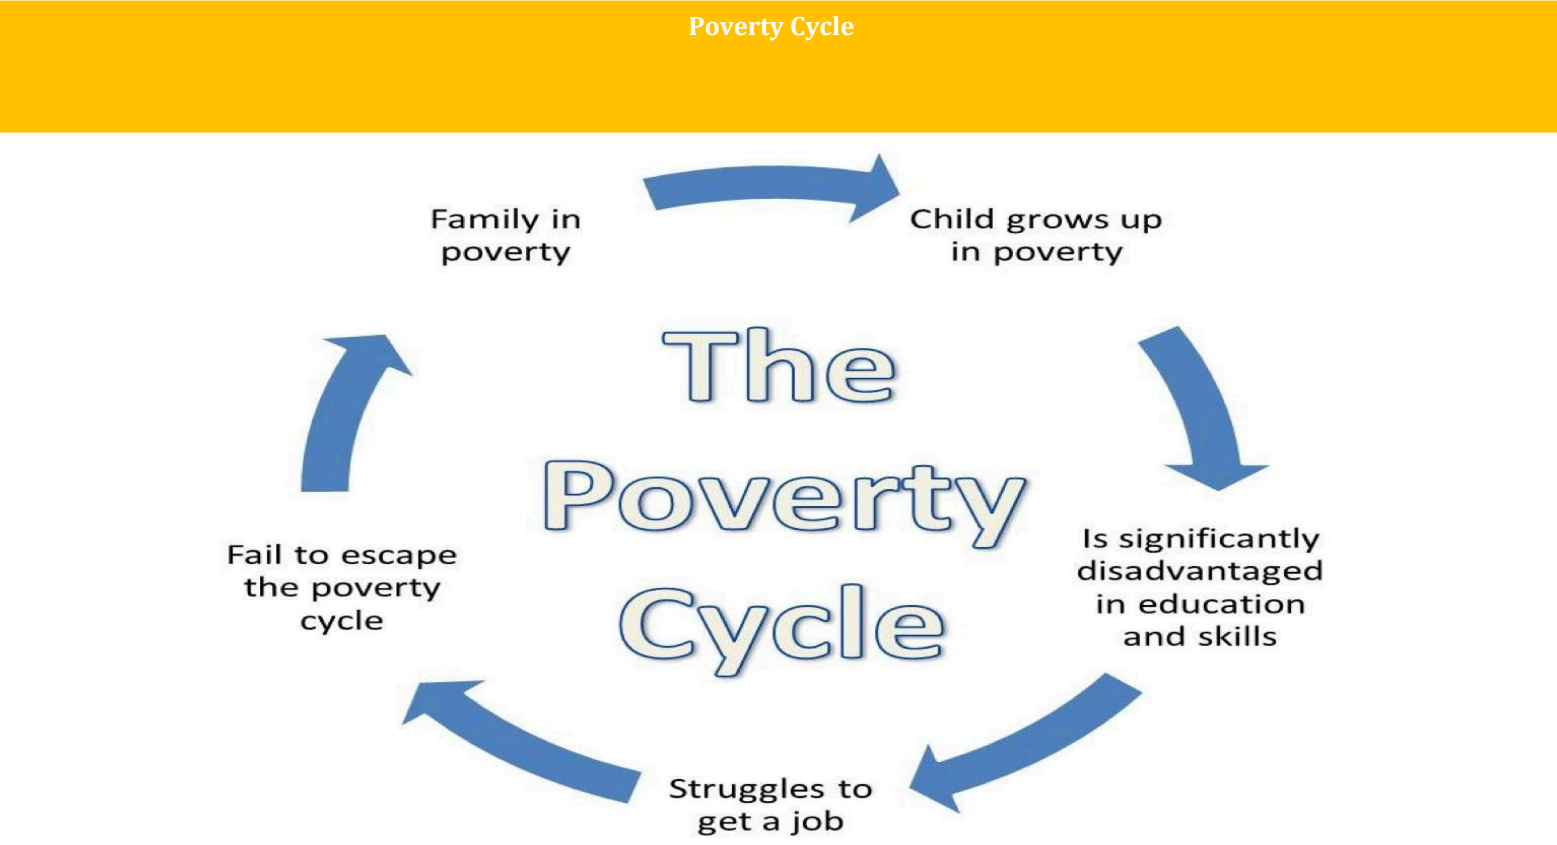 Poverty Cycle
Family in
poverty
Child grows up
in poverty
Is significantly
disadvantaged
in education
and skills
Struggles to
get a job
Fail to escape
the poverty
cycle
The
Poverty
Cycle